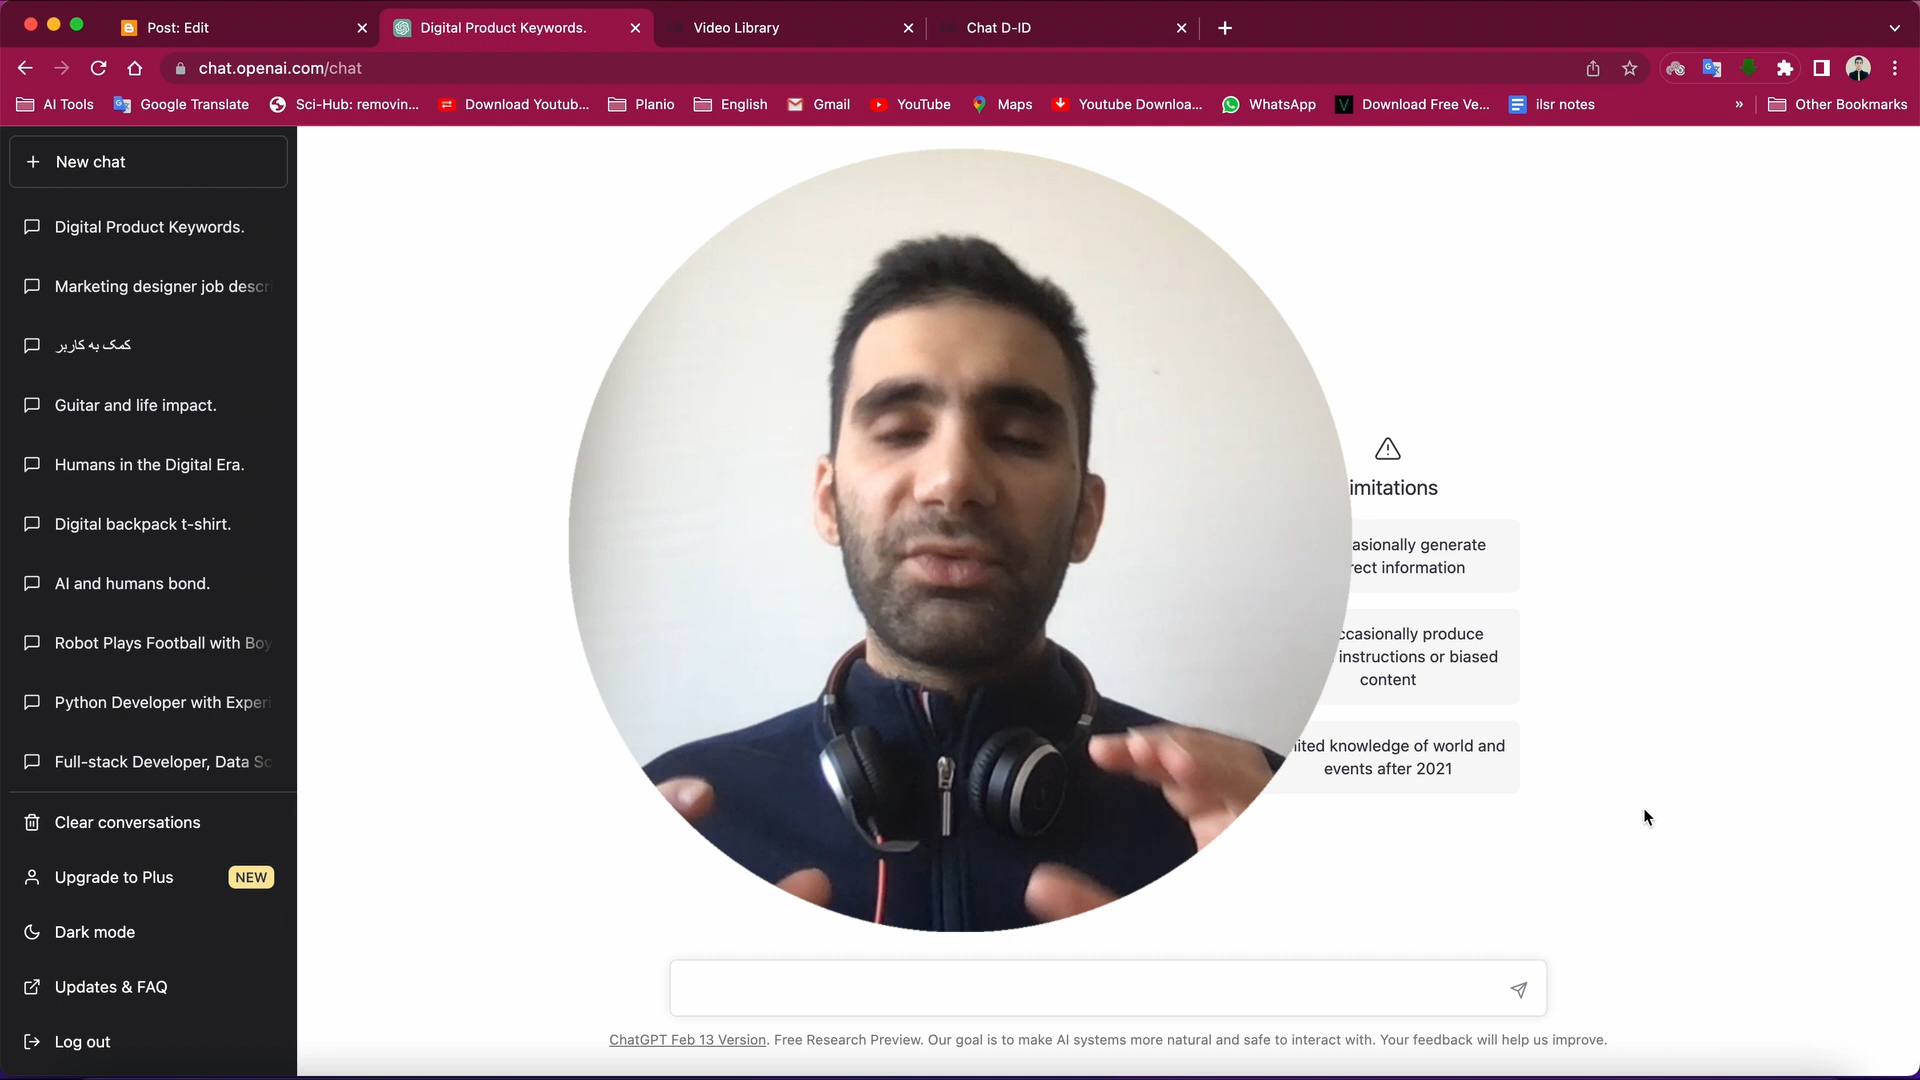 Post: Edit
Digital Product Keywords.
Video Library
Chat D-ID
chat.openai.com/chat
AI Tools
Google Translate
Sci-Hub: removin...
Download Youtub...
Planio
English
Gmail
YouTube
Maps
Youtube Downloa...
WhatsApp
Download Free Ve...
ilsr notes
»
Other Bookmarks
New chat
Digital Product Keywords.
Marketing designer job descri
کمک به کاربر
Guitar and life impact.
Humans in the Digital Era.
Digital backpack t-shirt.
AI and humans bond.
Robot Plays Football with Boy
Python Developer with Experi
Full-stack Developer, Data Sc
Clear conversations
Upgrade to Plus
NEW
Dark mode
Updates & FAQ
Log out
imitations
asionally generate
rect information
ccasionally produce
instructions or biased
content
ited knowledge of world and
events after 2021
ChatGPT Feb 13 Version. Free Research Preview. Our goal is to make AI systems more natural and safe to interact with. Your feedback will help us improve.